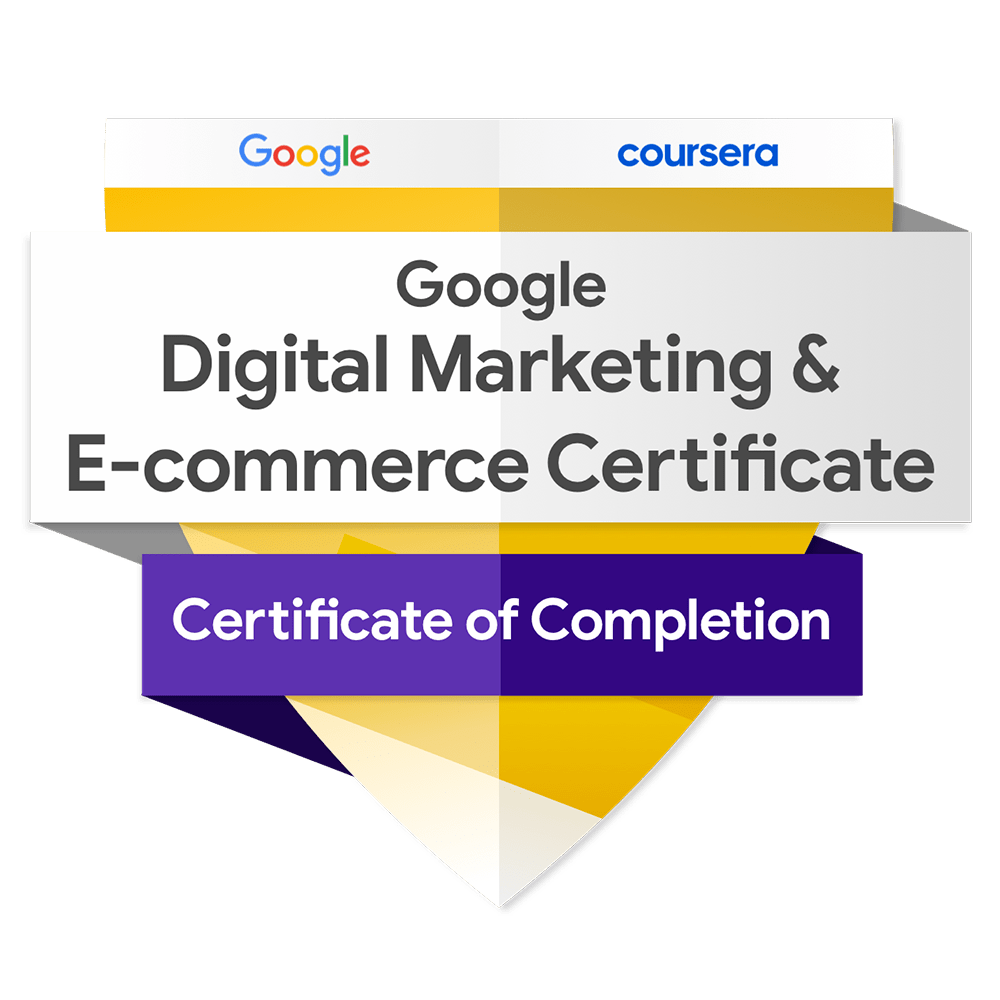 Google coursera
Google
Digital Marketing &
E-commerce Certificate
Certificate of Completion